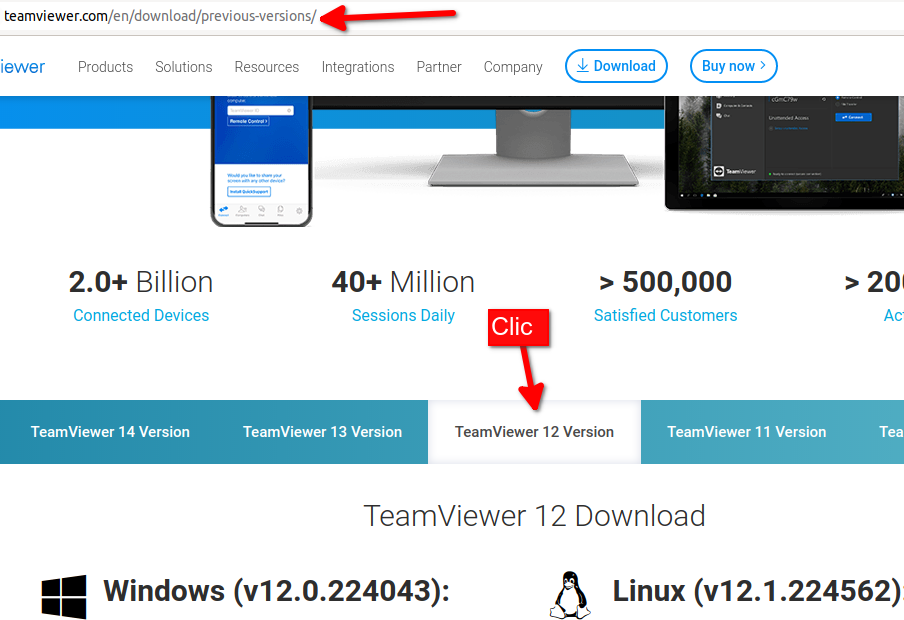 teamviewer.com/en/download/previous-versions/
iewer Products Solutions Resources Integrations Partner Company Download Buy now >
computer.
Remote Control >
Would you like to share your
screen with any other device?
Install QuickSupport
Unattended Access
Connect
TeamViewer
2.0+ Billion
Connected Devices
40+ Million
Sessions Daily
> 500,000
Satisfied Customers
> 200
Act
Clic
TeamViewer 14 Version TeamViewer 13 Version TeamViewer 12 Version TeamViewer 11 Version Tea
TeamViewer 12 Download
Windows (v12.0.224043):
Linux (v12.1.224562):